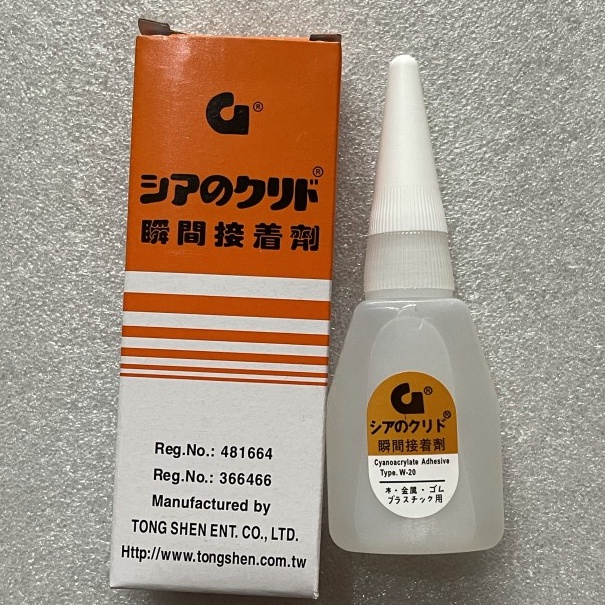 ®
シアのクリド®
瞬間接着劑
Reg.No.: 481664
Reg.No.: 366466
Manufactured by
TONG SHEN ENT. CO., LTD.
Http://www.tongshen.com.tw
®
シアのクリド®
瞬間接着劑
Cyanoacrylate Adhesive
Type. W-20
木・金属・ゴム
プラスチック用